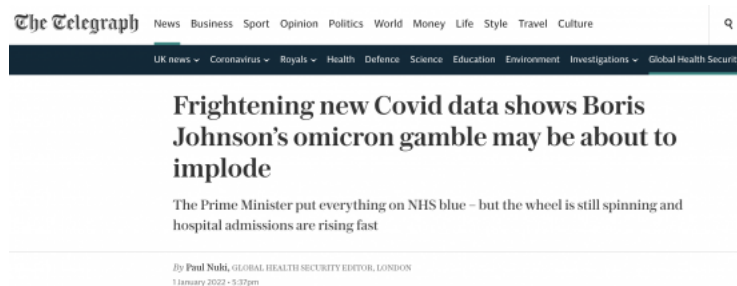 The Telegraph News Business Sport Opinion Politics World Money Life Style Travel Culture
UK news Coronavirus Royals Health Defence Science Education Environment Investigations Global Health Securit
Frightening new Covid data shows Boris
Johnson's omicron gamble may be about to
implode
The Prime Minister put everything on NHS blue – but the wheel is still spinning and
hospital admissions are rising fast
By Paul Nuki, GLOBAL HEALTH SECURITY EDITOR, LONDON
1 January 2022 • 5:37pm